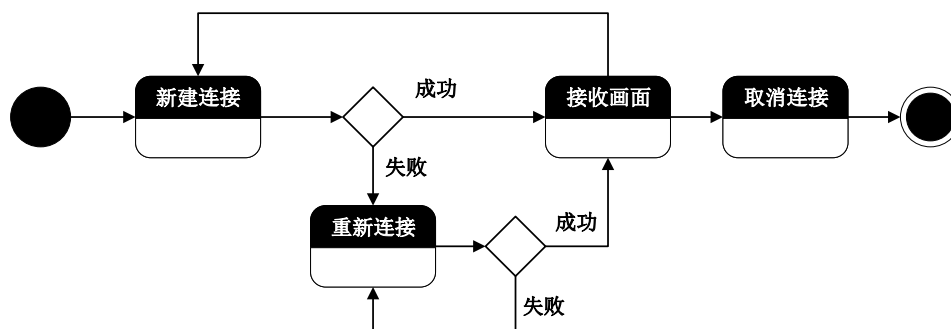 新建连接
成功
接收画面
取消连接
失败
重新连接
成功
失败